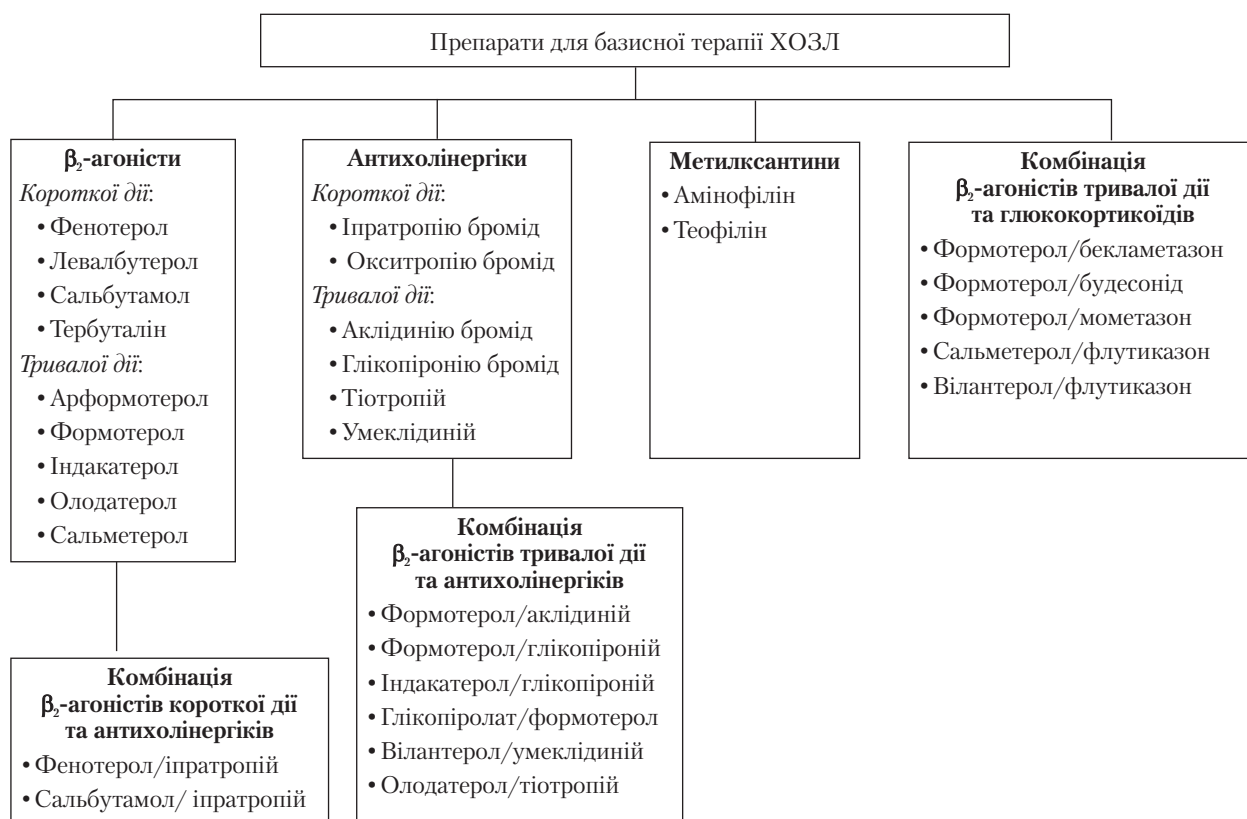 Препарати для базисної терапії ХОЗЛ
β₂-агоністи
Короткої дії:
• Фенотерол
• Левалбутерол
• Сальбутамол
• Тербуталін
Тривалої дії:
• Арформотерол
• Формотерол
• Індакатерол
• Олодатерол
• Сальметерол
Антихолінергіки
Короткої дії:
• Іпратропію бромід
• Окситропію бромід
Тривалої дії:
• Аклідинію бромід
• Глікопіронію бромід
• Тіотропій
• Умеклідиній
Метилксантини
• Амінофілін
• Теофілін
Комбінація
β₂-агоністів тривалої дії
та глюкокортикоїдів
• Формотерол/бекламетазон
• Формотерол/будесонід
• Формотерол/мометазон
• Сальметерол/флутиказон
• Вілантерол/флутиказон
Комбінація
β₂-агоністів короткої дії
та антихолінергіків
• Фенотерол/іпратропій
• Сальбутамол/ іпратропій
Комбінація
β₂-агоністів тривалої дії
та антихолінергіків
• Формотерол/аклідиній
• Формотерол/глікопіроній
• Індакатерол/глікопіроній
• Глікопіролат/формотерол
• Вілантерол/умеклідиній
• Олодатерол/тіотропій